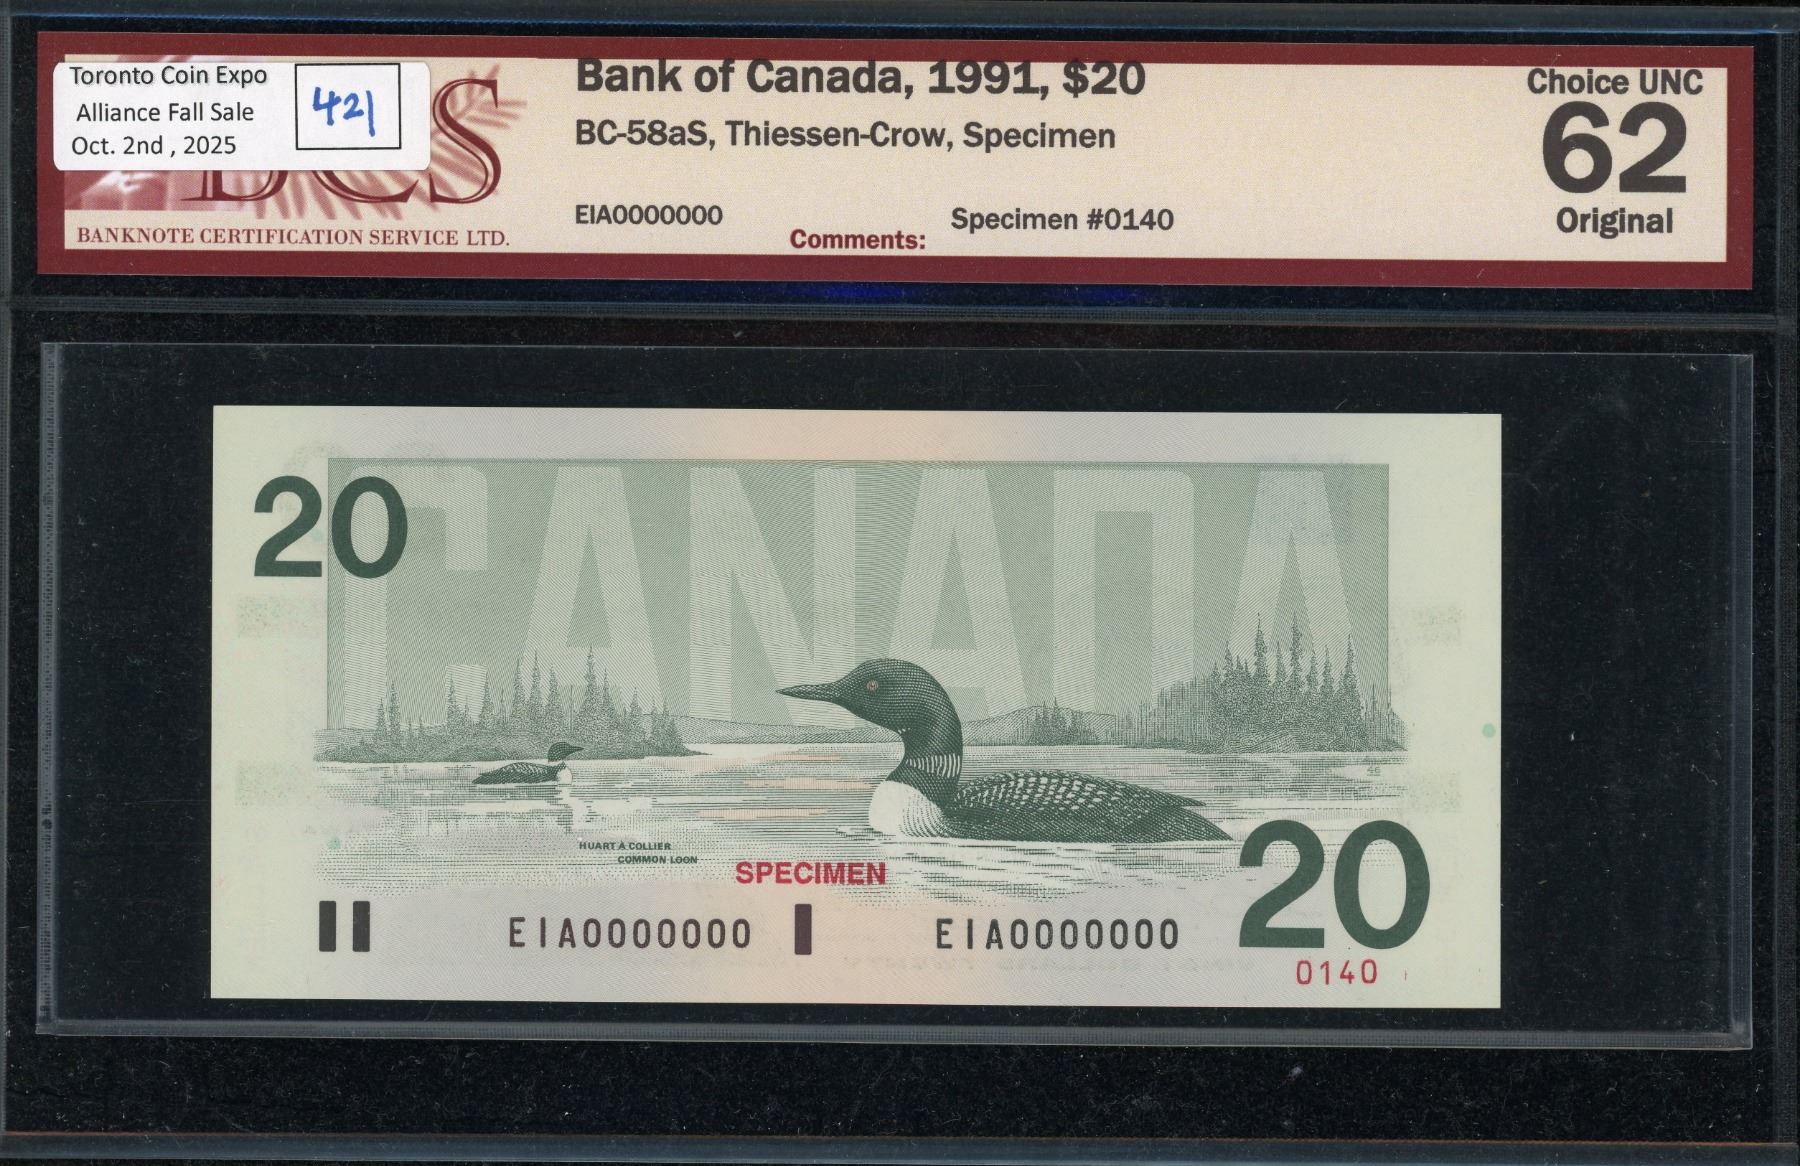 Toronto Coin Expo
Alliance Fall Sale
Oct. 2nd , 2025
421
BCS
BANKNOTE CERTIFICATION SERVICE LTD.
Bank of Canada, 1991, $20
BC-58aS, Thiessen-Crow, Specimen
EIA0000000
Specimen #0140
Comments:
Choice UNC
62
Original
20
CANADA
46
HUART À COLLIER
COMMON LOON
SPECIMEN
EIA0000000
EIA0000000
20
0140